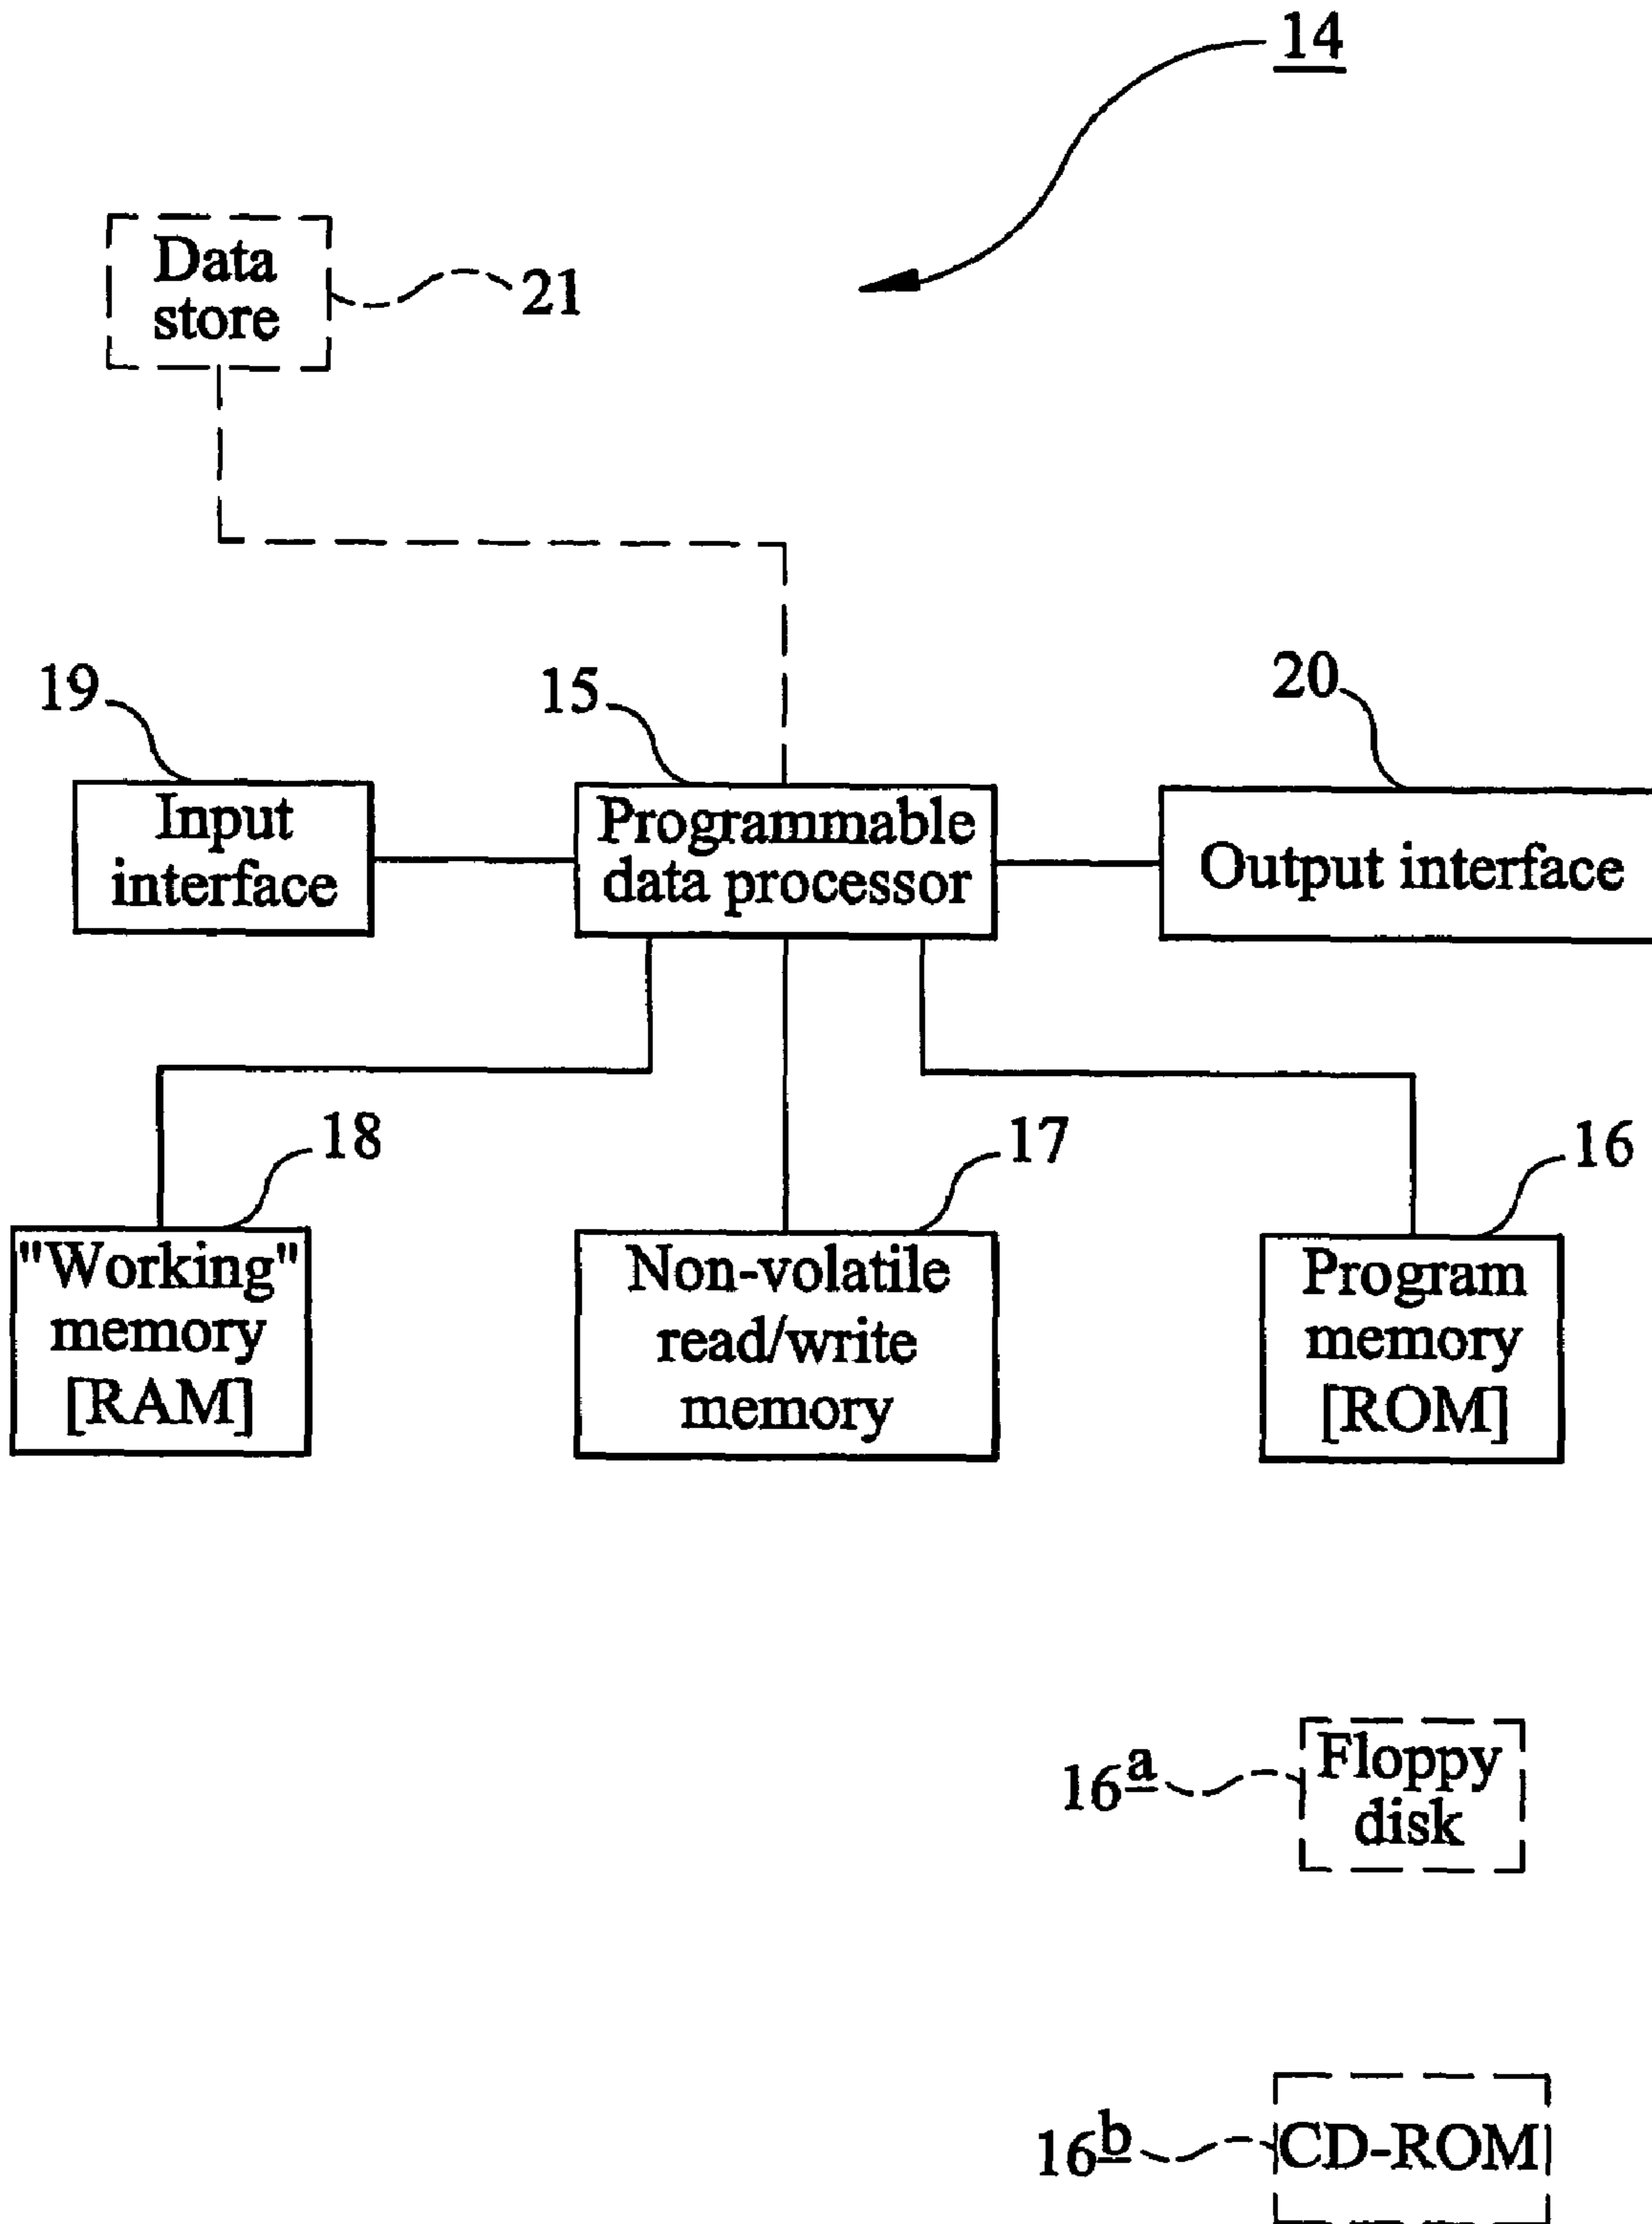 14
Data
store
21
19
15
20
Input
interface
Programmable
data processor
Output interface
18
17
16
"Working"
memory
[RAM]
Non-volatile
read/write
memory
Program
memory
[ROM]
16a
Floppy
disk
16b
CD-ROM